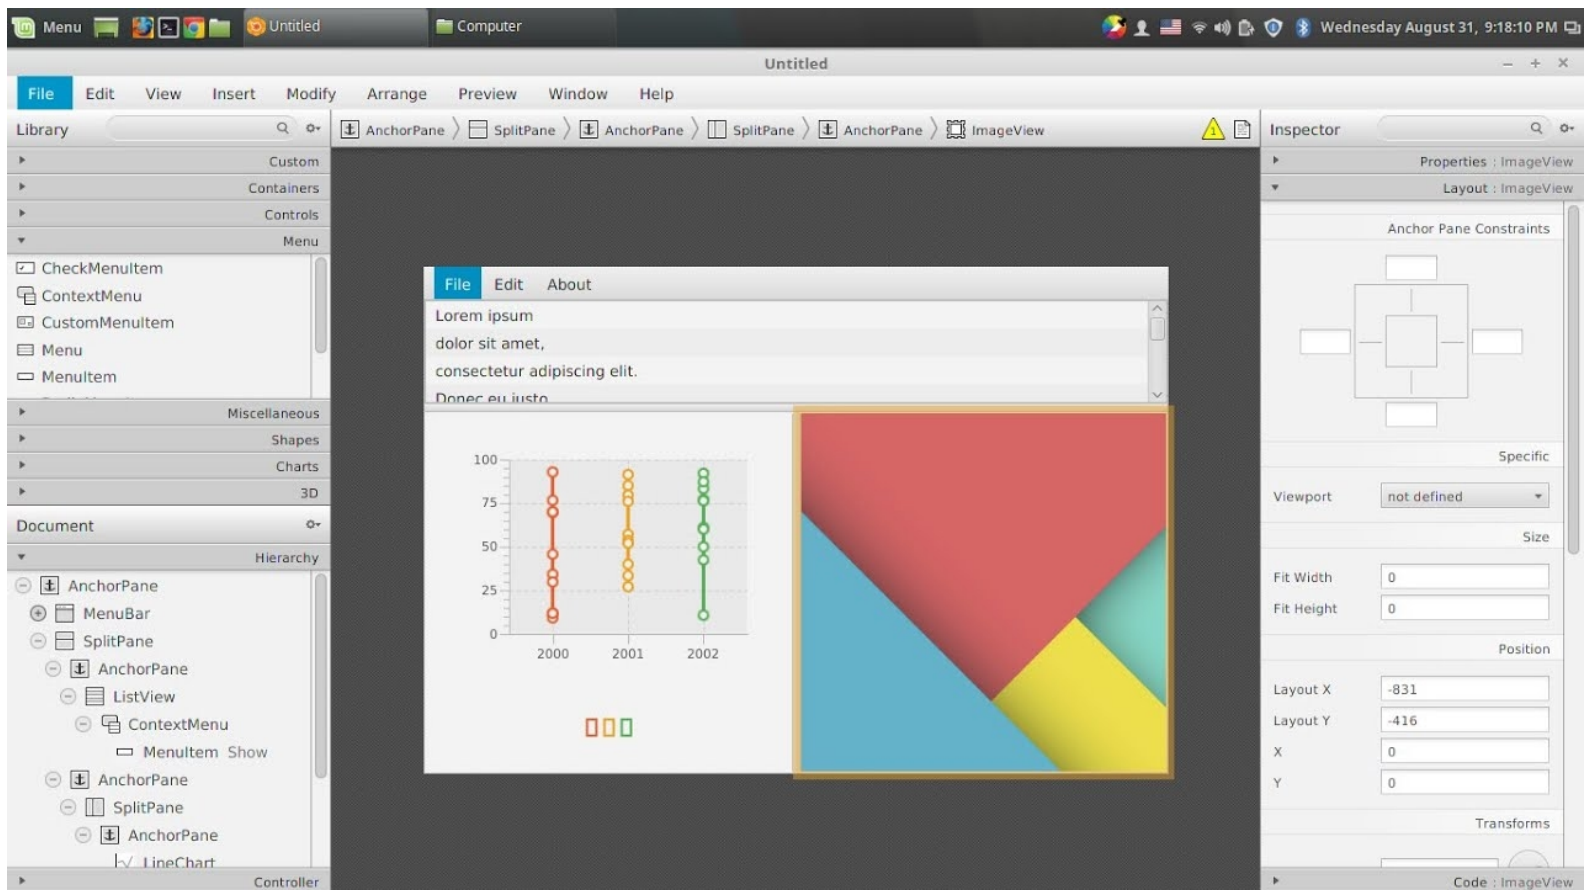 Menu
Untitled
Computer
Wednesday August 31, 9:18:10 PM
Untitled
File Edit View Insert Modify Arrange Preview Window Help
Library
AnchorPane SplitPane AnchorPane SplitPane AnchorPane ImageView
1
Inspector
Custom
Containers
Controls
Menu
CheckMenuItem
ContextMenu
CustomMenuItem
Menu
MenuItem
Miscellaneous
Shapes
Charts
3D
Document
Hierarchy
AnchorPane
MenuBar
SplitPane
AnchorPane
ListView
ContextMenu
MenuItem Show
AnchorPane
SplitPane
AnchorPane
LineChart
Controller
File Edit About
Lorem ipsum
dolor sit amet,
consectetur adipiscing elit.
Donec eu justo
100
75
50
25
0
2000 2001 2002
Properties : ImageView
Layout : ImageView
Anchor Pane Constraints
Specific
Viewport not defined
Size
Fit Width 0
Fit Height 0
Position
Layout X -831
Layout Y -416
X 0
Y 0
Transforms
Code : ImageView